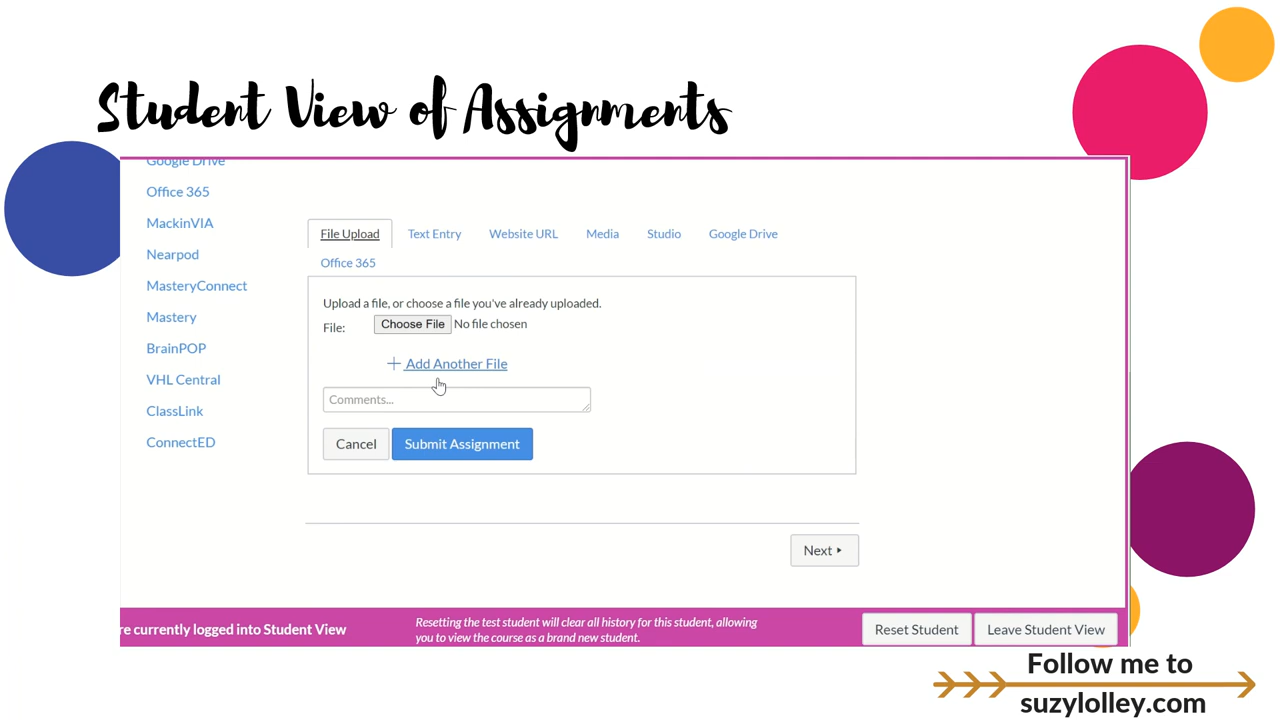 Student View of Assignments
Google Drive
Office 365
MackinVIA
Nearpod
MasteryConnect
Mastery
BrainPOP
VHL Central
ClassLink
ConnectED
File Upload Text Entry Website URL Media Studio Google Drive
Office 365
Upload a file, or choose a file you've already uploaded.
File: Choose File No file chosen
+ Add Another File
Comments...
Cancel Submit Assignment
Next
re currently logged into Student View
Resetting the test student will clear all history for this student, allowing
you to view the course as a brand new student.
Reset Student Leave Student View
Follow me to
suzylolley.com